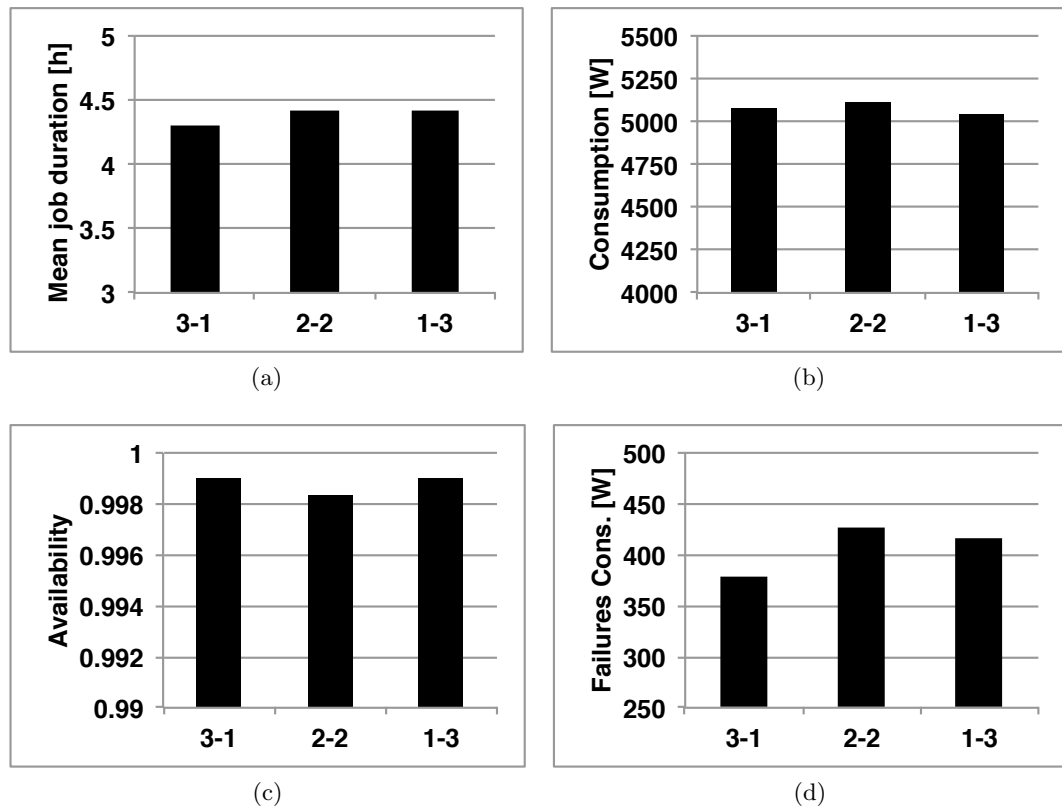 Mean job duration [h]
5
4.5
4
3.5
3
3-1 2-2 1-3
(a)
Consumption [W]
5500
5250
5000
4750
4500
4250
4000
3-1 2-2 1-3
(b)
Availability
1
0.998
0.996
0.994
0.992
0.99
3-1 2-2 1-3
(c)
Failures Cons. [W]
500
450
400
350
300
250
3-1 2-2 1-3
(d)